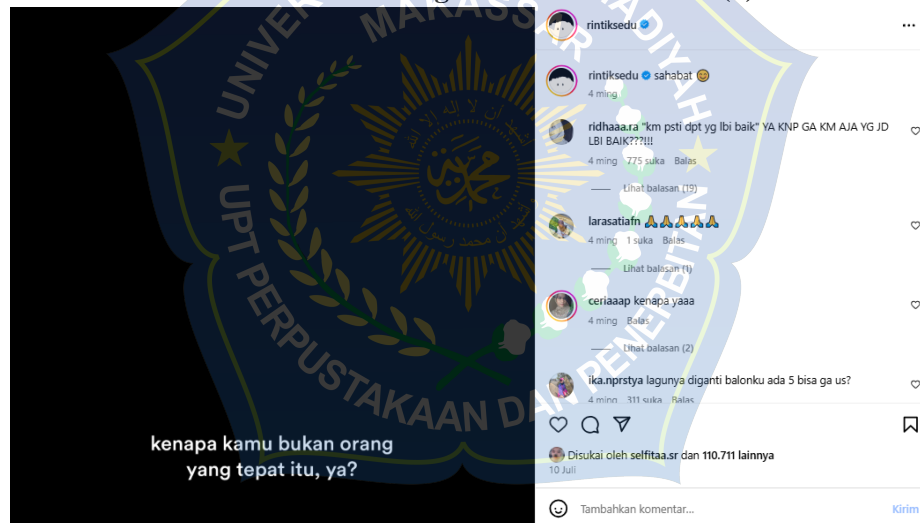 rintiksedu
rintiksedu sahabat
4 ming
ridhaaa.ra "km psti dpt yg lbi baik" YA KNP GA KM AJA YG JD
LBI BAIK???!!!
4 ming 775 suka Balas
Lihat balasan (19)
larasatiafn
4 ming 1 suka Balas
Lihat balasan (1)
ceriaaap kenapa yaaa
4 ming Balas
Lihat balasan (2)
ika.nprstya lagunya diganti balonku ada 5 bisa ga us?
4 ming 311 suka Balas
kenapa kamu bukan orang
yang tepat itu, ya?
Disukai oleh selfitaa.sr dan 110.711 lainnya
10 Juli
Tambahkan komentar...
Kirim
MAKASSAR
UPT PERPUSTAKAAN DAN PENERBITAN